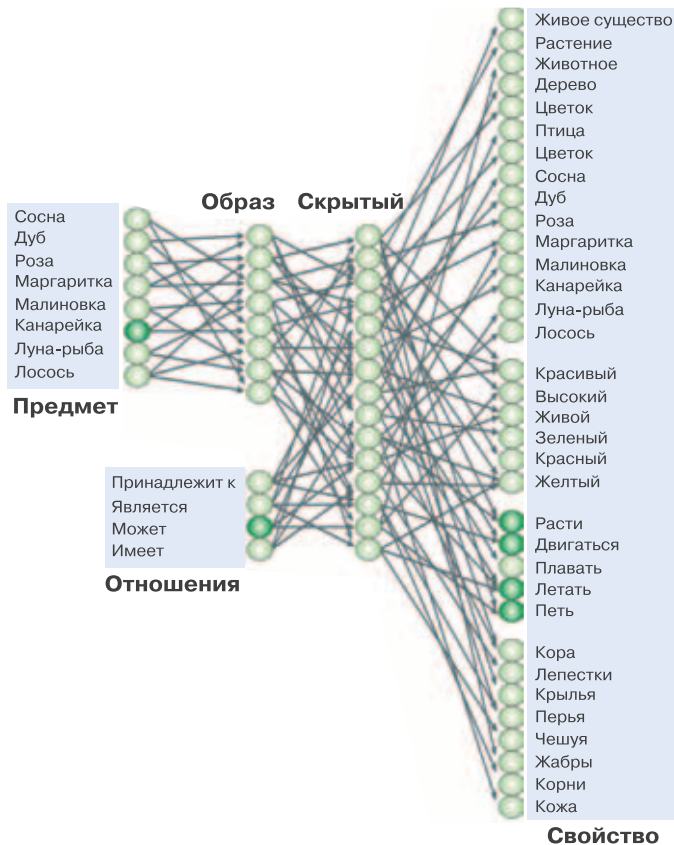 Образ
Скрытый
Сосна
Дуб
Роза
Маргаритка
Малиновка
Канарейка
Луна-рыба
Лосось
Предмет
Принадлежит к
Является
Может
Имеет
Отношения
Живое существо
Растение
Животное
Дерево
Цветок
Птица
Цветок
Сосна
Дуб
Роза
Маргаритка
Малиновка
Канарейка
Луна-рыба
Лосось
Красивый
Высокий
Живой
Зеленый
Красный
Желтый
Расти
Двигаться
Плавать
Летать
Петь
Кора
Лепестки
Крылья
Перья
Чешуя
Жабры
Корни
Кожа
Свойство